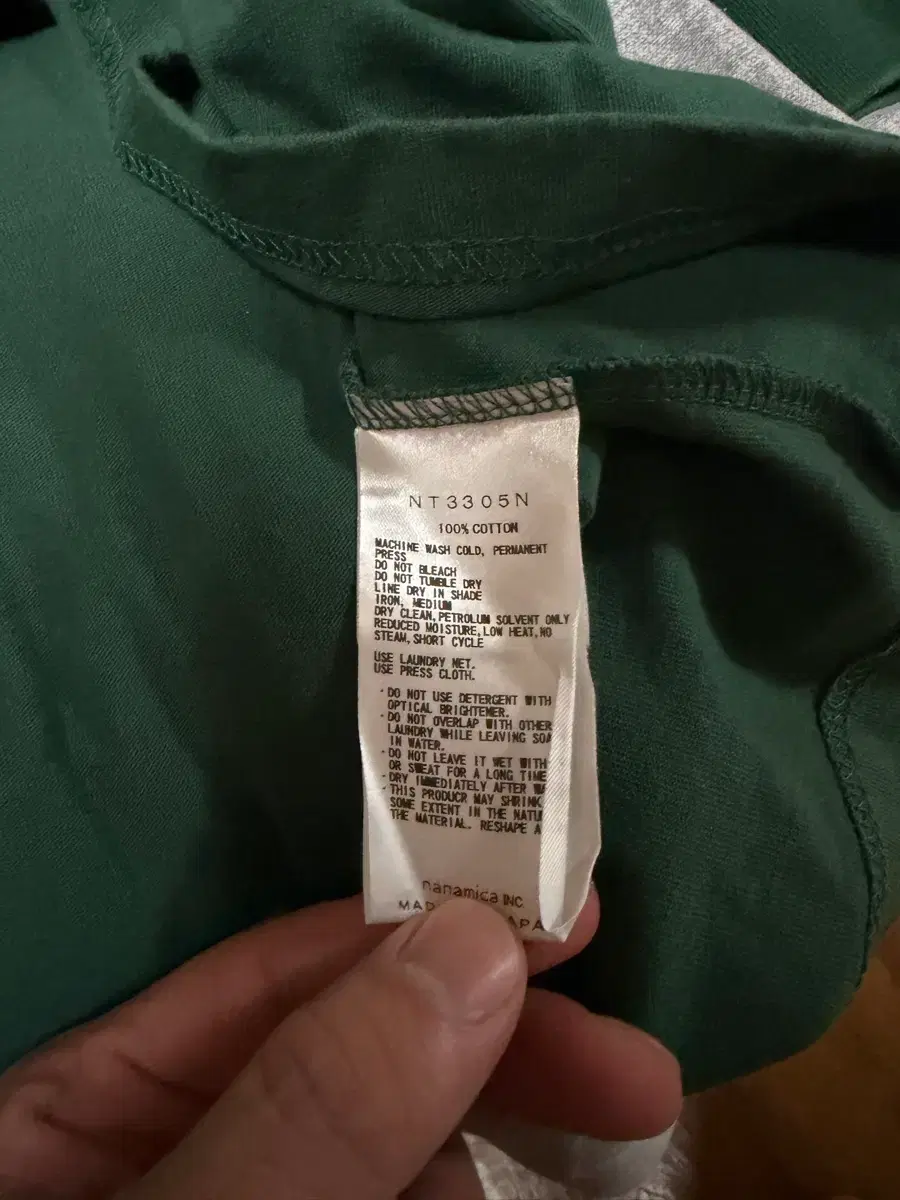 NT3305N
100% COTTON
MACHINE WASH COLD, PERMANENT
PRESS
DO NOT BLEACH
DO NOT TUMBLE DRY
LINE DRY IN SHADE
IRON, MEDIUM
DRY CLEAN,PETROLUM SOLVENT ONLY
REDUCED MOISTURE,LOW HEAT,NO
STEAM,SHORT CYCLE
USE LAUNDRY NET.
USE PRESS CLOTH.
·DO NOT USE DETERGENT WITH
OPTICAL BRIGHTENER.
·DO NOT OVERLAP WITH OTHER
LAUNDRY WHILE LEAVING
IN WATER.
·DO NOT LEAVE IT WET WITH
OR SWEAT FOR A LONG TIME
·DRY IMMEDIATELY AFTER
·THIS PRODUCR MAY SHRINK
SOME EXTENT IN THE
THE MATERIAL. RESHAPE
nanamica INC